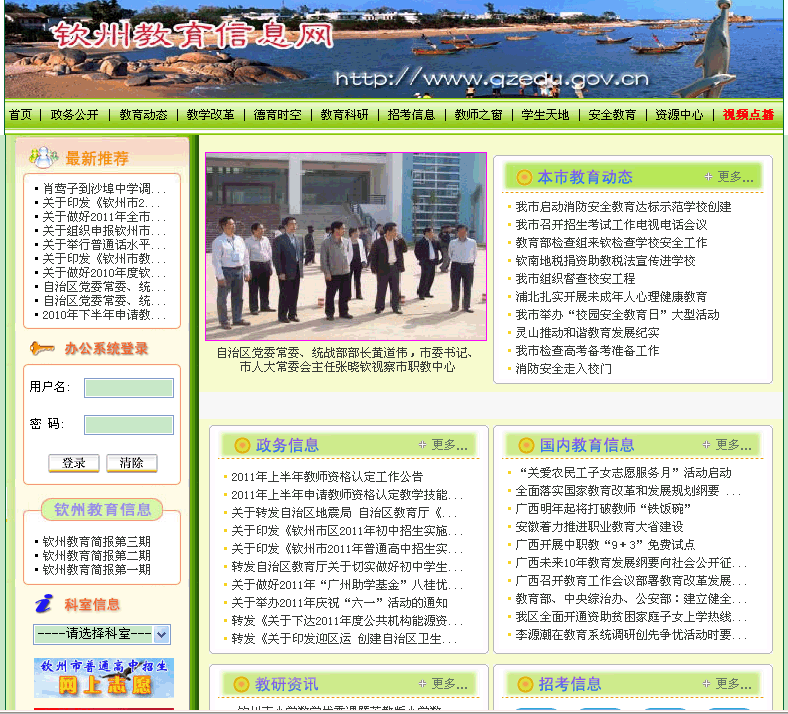 钦州教育信息网
http://www.qzedu.gov.cn
首页 | 政务公开 | 教育动态 | 教学改革 | 德育时空 | 教育科研 | 招考信息 | 教师之窗 | 学生天地 | 安全教育 | 资源中心 | 视频点播
最新推荐
肖莺子到沙埠中学调...
关于印发《钦州市2...
关于做好2011年全市...
关于组织申报钦州市...
关于举行普通话水平...
关于印发《钦州市教...
关于做好2010年度钦...
自治区党委常委、统...
自治区党委常委、统...
2010年下半年申请教...
办公系统登录
用户名:
密 码:
登录 清除
钦州教育信息
钦州教育简报第三期
钦州教育简报第二期
钦州教育简报第一期
科室信息
----请选择科室---
钦州市普通高中招生
网上志愿
自治区党委常委、统战部部长黄道伟，市委书记、
市人大常委会主任张晓钦视察市职教中心
本市教育动态 更多...
我市启动消防安全教育达标示范学校创建
我市召开招生考试工作电视电话会议
教育部检查组来钦检查学校安全工作
钦南地税捐资助教税法宣传进学校
我市组织督查校安工程
浦北扎实开展未成年人心理健康教育
我市举办“校园安全教育日”大型活动
灵山推动和谐教育发展纪实
我市检查高考备考准备工作
消防安全走入校门
政务信息 更多...
2011年上半年教师资格认定工作公告
2011年上半年申请教师资格认定教学技能...
关于转发自治区地震局 自治区教育厅《...
关于印发《钦州市区2011年初中招生实施...
关于印发《钦州市2011年普通高中招生实...
转发自治区教育厅关于切实做好初中学生...
关于做好2011年“广州助学基金”八桂优...
关于举办2011年庆祝“六一”活动的通知
转发《关于下达2011年度公共机构能源资...
转发《关于印发迎区运 创建自治区卫生...
国内教育信息 更多...
“关爱农民工子女志愿服务月”活动启动
全面落实国家教育改革和发展规划纲要 ...
广西明年起将打破教师“铁饭碗”
安徽着力推进职业教育大省建设
广西开展中职教“9＋3”免费试点
广西未来10年教育发展纲要向社会公开征...
广西召开教育工作会议部署教育改革发展...
教育部、中央综治办、公安部：建立健全...
我区全面开通资助贫困家庭子女上学热线...
李源潮在教育系统调研创先争优活动时要...
教研资讯 更多...
招考信息 更多...